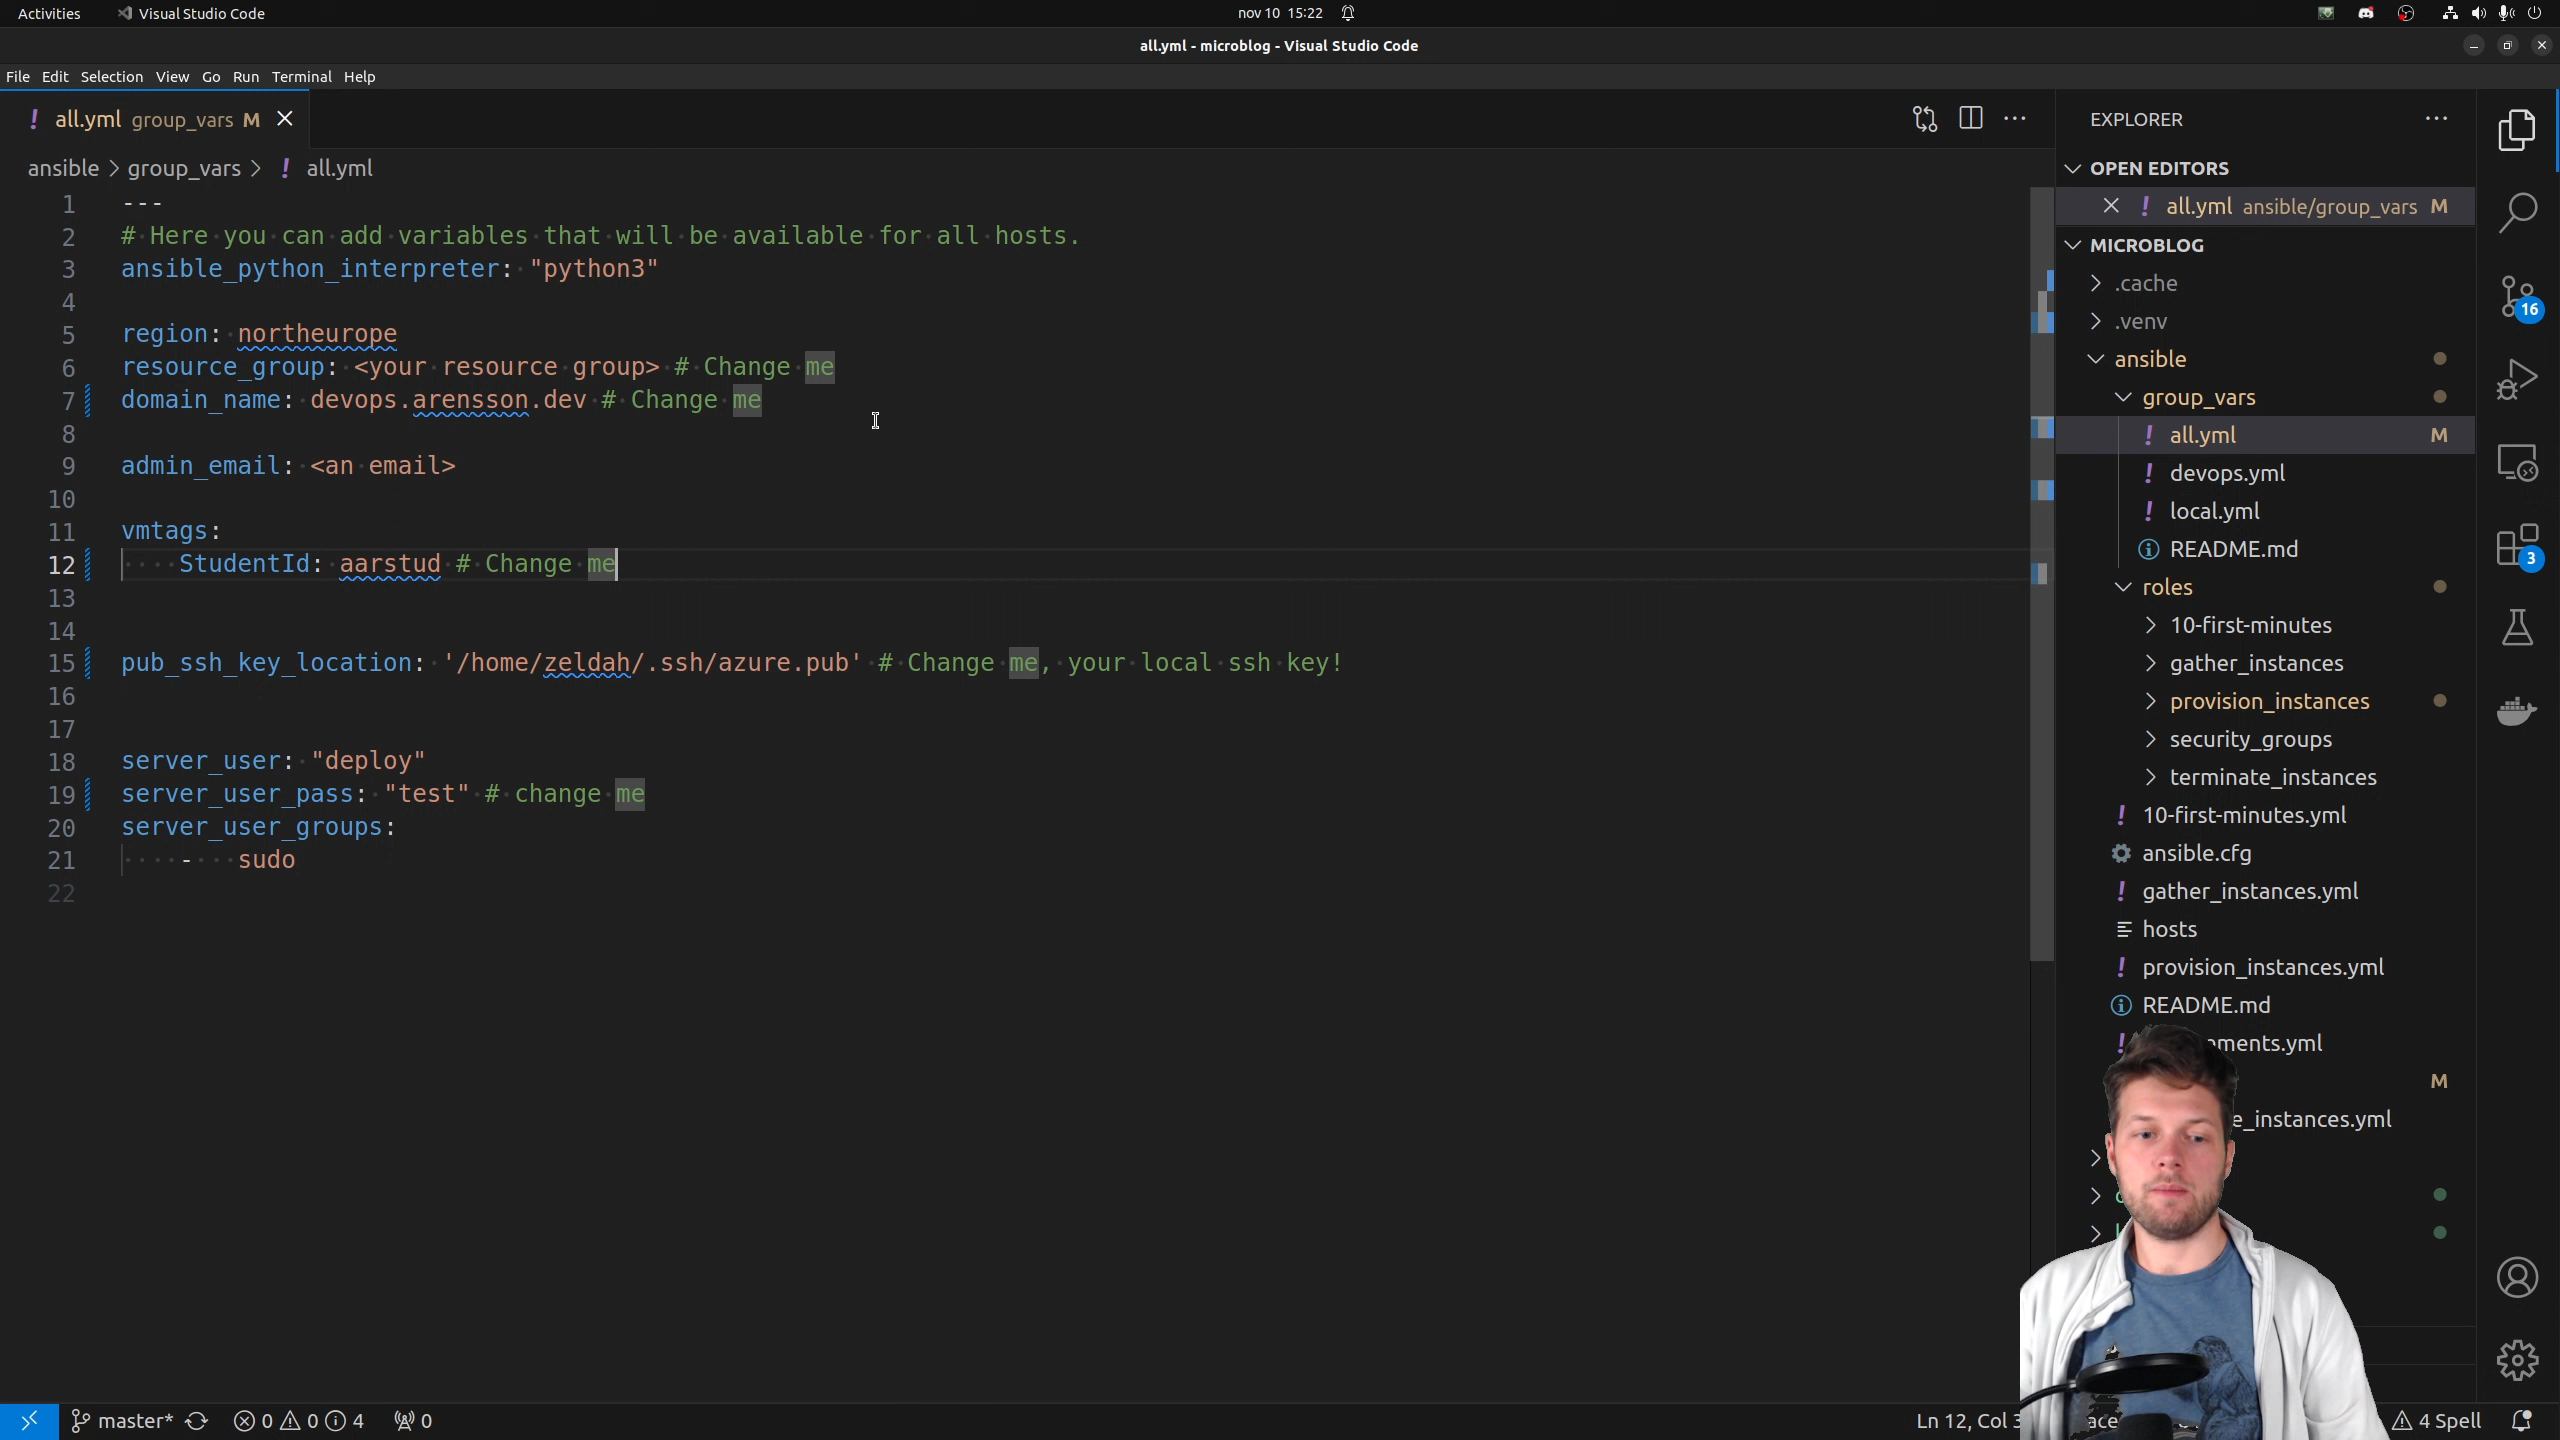 Activities
Visual Studio Code
nov 10 15:22
all.yml - microblog - Visual Studio Code
File Edit Selection View Go Run Terminal Help
! all.yml group_vars M
ansible > group_vars > ! all.yml
1 ---
2 # Here you can add variables that will be available for all hosts.
3 ansible_python_interpreter: "python3"
4
5 region: northeurope
6 resource_group: <your resource group> # Change me
7 domain_name: devops.arensson.dev # Change me
8
9 admin_email: <an email>
10
11 vmtags:
12 StudentId: aarstud # Change me
13
14
15 pub_ssh_key_location: '/home/zeldah/.ssh/azure.pub' # Change me, your local ssh key!
16
17
18 server_user: "deploy"
19 server_user_pass: "test" # change me
20 server_user_groups:
21 - sudo
22
EXPLORER
OPEN EDITORS
! all.yml ansible/group_vars M
MICROBLOG
.cache
.venv
ansible
group_vars
! all.yml M
! devops.yml
! local.yml
README.md
roles
10-first-minutes
gather_instances
provision_instances
security_groups
terminate_instances
! 10-first-minutes.yml
ansible.cfg
! gather_instances.yml
hosts
! provision_instances.yml
README.md
! ements.yml
M
e_instances.yml
16
3
master* 0 0 4 0
Ln 12, Col
4 Spell